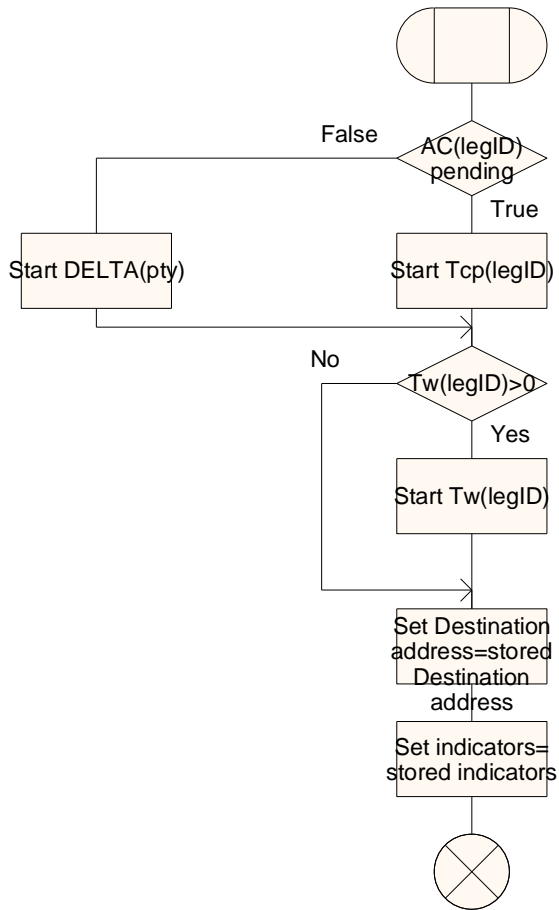 False
AC(legID)
pending
True
Start DELTA(pty)
Start Tcp(legID)
No
Tw(legID)>0
Yes
Start Tw(legID)
Set Destination
address=stored
Destination
address
Set indicators=
stored indicators